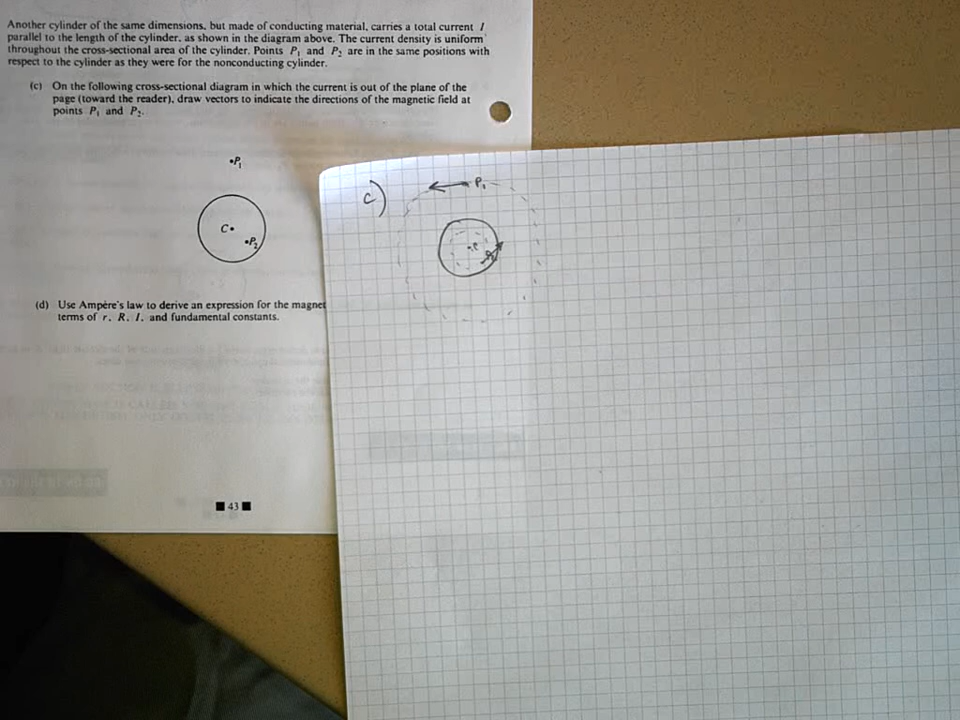 Another cylinder of the same dimensions, but made of conducting material, carries a total current I
parallel to the length of the cylinder, as shown in the diagram above. The current density is uniform
throughout the cross-sectional area of the cylinder. Points P₁ and P₂ are in the same positions with
respect to the cylinder as they were for the nonconducting cylinder.
(c) On the following cross-sectional diagram in which the current is out of the plane of the
page (toward the reader), draw vectors to indicate the directions of the magnetic field at
points P₁ and P₂.
•P₁
C•
•P₂
(d) Use Ampère's law to derive an expression for the magnet
terms of r, R, I, and fundamental constants.
■ 43 ■
c)
P₁